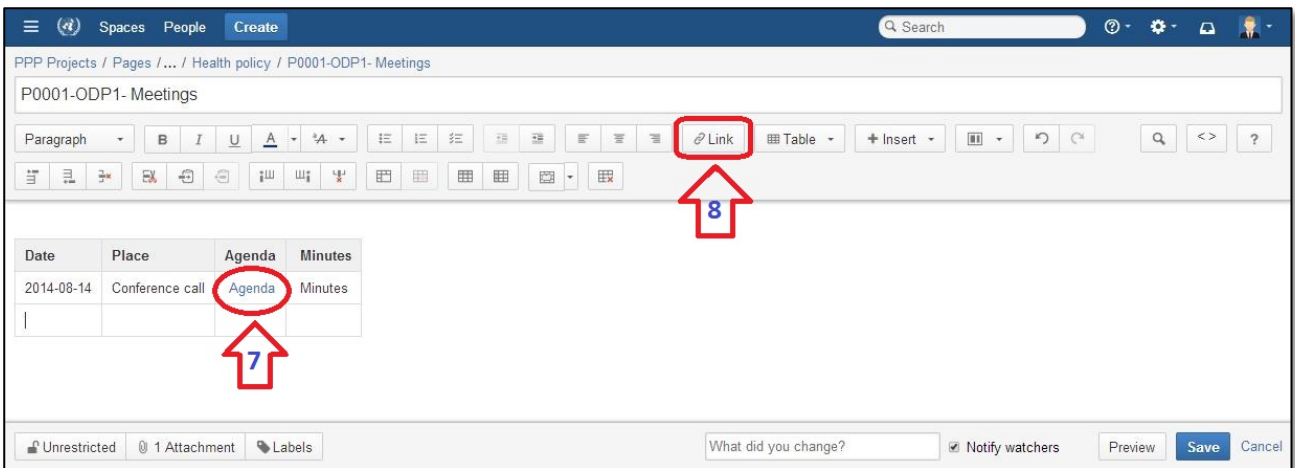 Spaces People Create Search
PPP Projects / Pages /... / Health policy / P0001-ODP1- Meetings
P0001-ODP1- Meetings
Paragraph B I U A Link Table + Insert < > ?
8
Date Place Agenda Minutes
2014-08-14 Conference call Agenda Minutes
7
Unrestricted 1 Attachment Labels What did you change? Notify watchers Preview Save Cancel